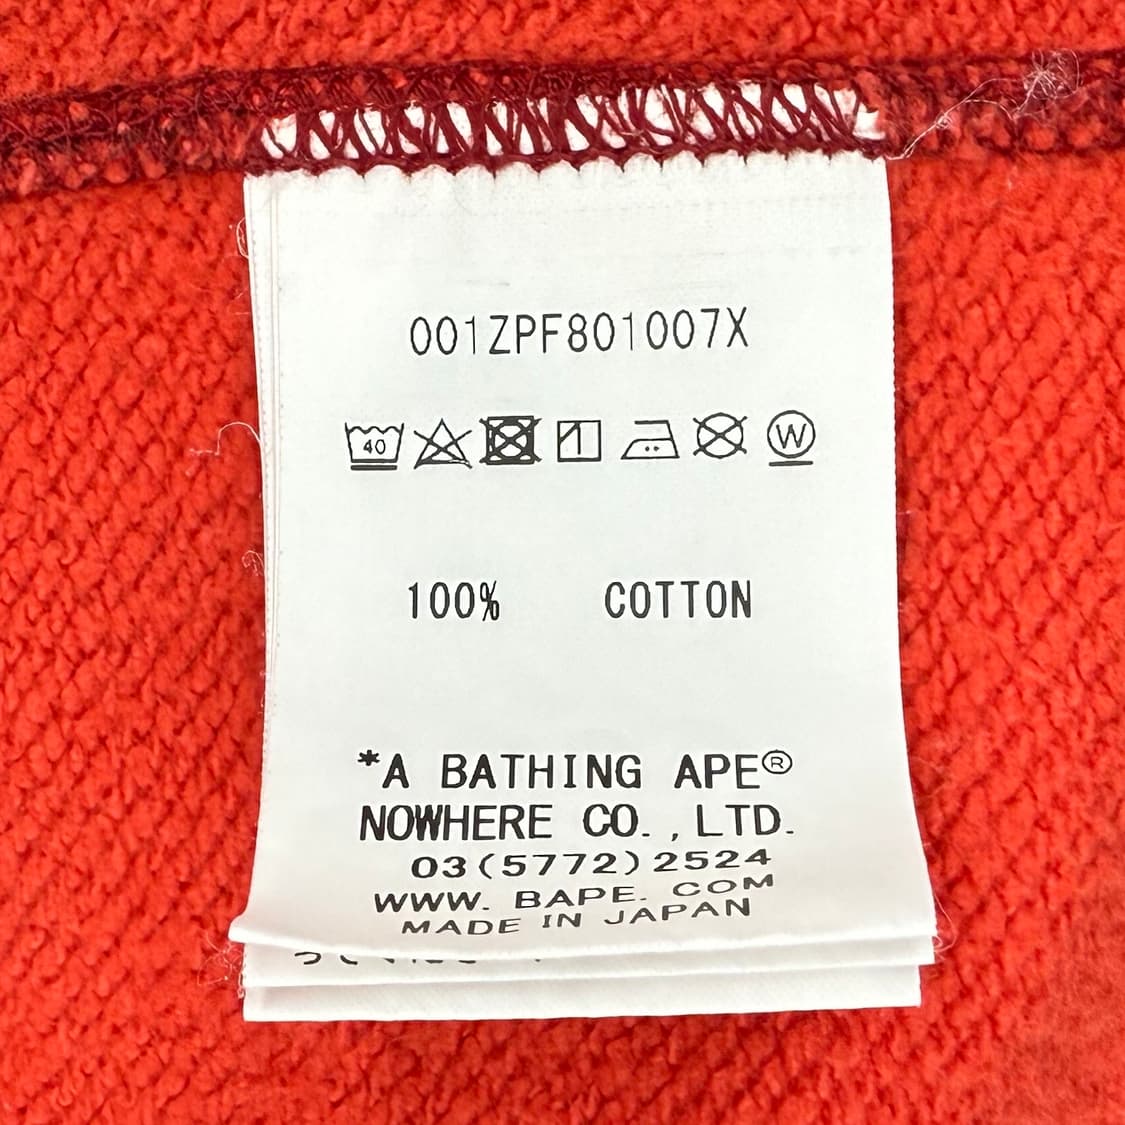 001ZPF801007X
40
W
100% COTTON
*A BATHING APE®
NOWHERE CO.,LTD.
03(5772)2524
WWW.BAPE.COM
MADE IN JAPAN